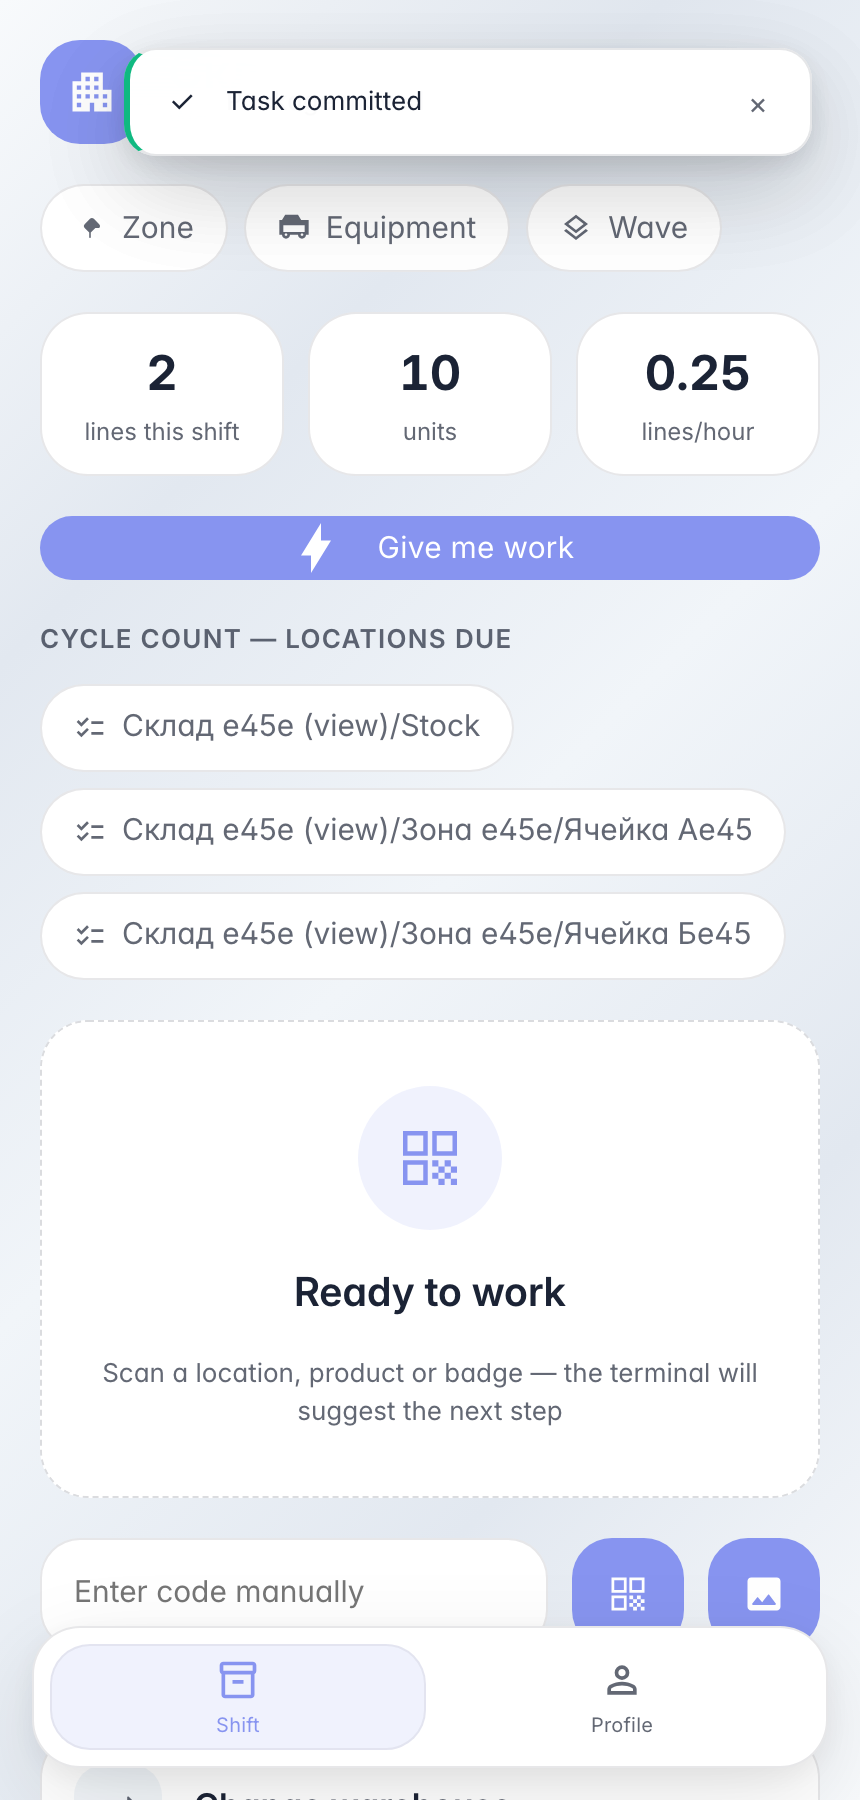 Task committed
Zone
Equipment
Wave
2
lines this shift
10
units
0.25
lines/hour
Give me work
CYCLE COUNT — LOCATIONS DUE
Склад e45e (view)/Stock
Склад e45e (view)/Зона e45e/Ячейка Ae45
Склад e45e (view)/Зона e45e/Ячейка Бe45
Ready to work
Scan a location, product or badge — the terminal will
suggest the next step
Enter code manually
Shift
Profile